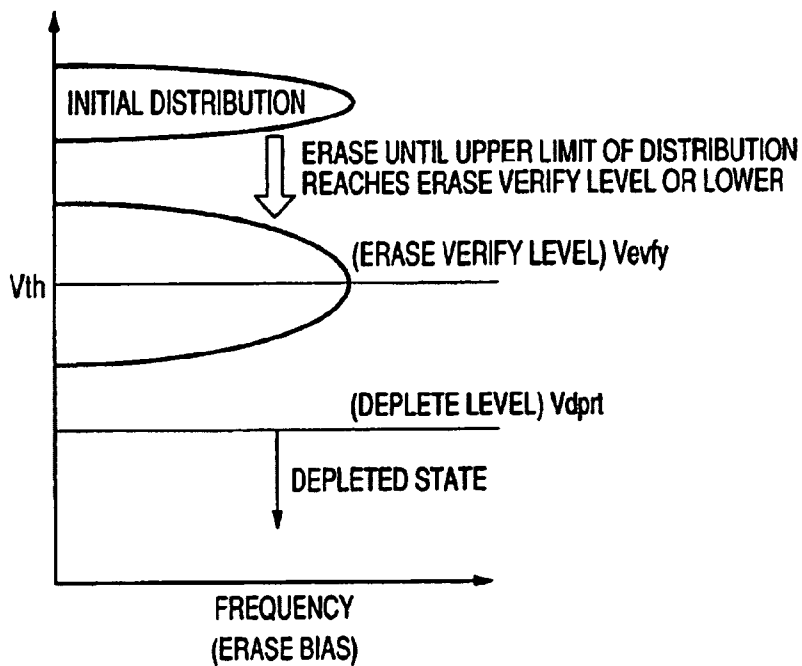 INITIAL DISTRIBUTION
ERASE UNTIL UPPER LIMIT OF DISTRIBUTION
REACHES ERASE VERIFY LEVEL OR LOWER
(ERASE VERIFY LEVEL) Vevfy
Vth
(DEPLETE LEVEL) Vdprt
DEPLETED STATE
FREQUENCY
(ERASE BIAS)